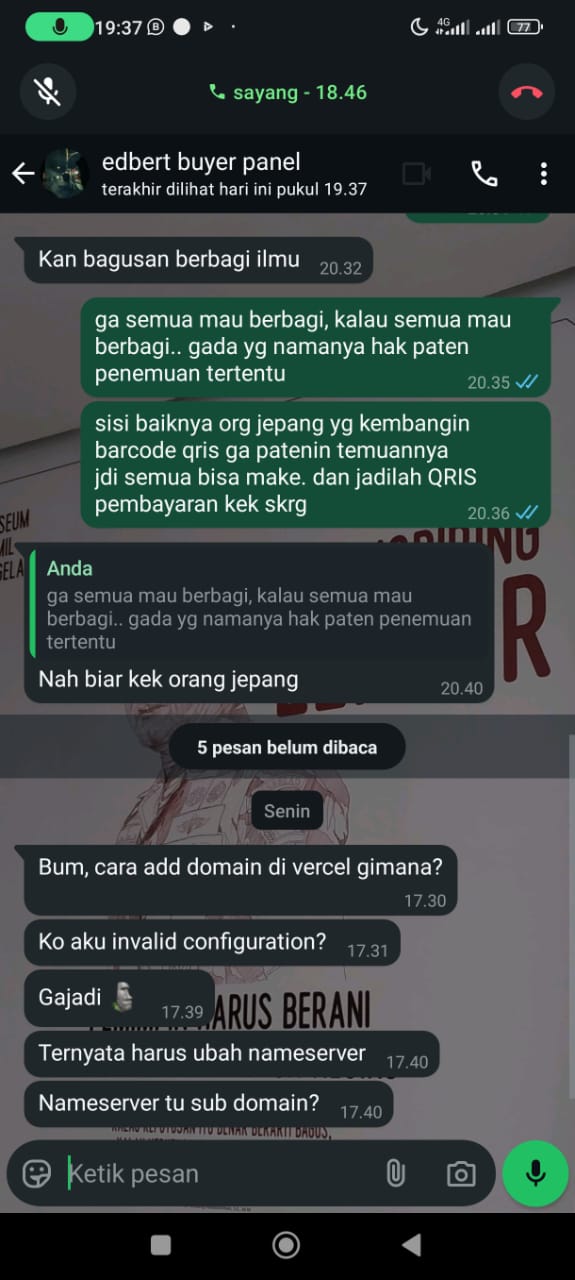 19:37
4G
77
sayang - 18.46
edbert buyer panel
terakhir dilihat hari ini pukul 19.37
Kan bagusan berbagi ilmu 20.32
ga semua mau berbagi, kalau semua mau
berbagi.. gada yg namanya hak paten
penemuan tertentu 20.35
sisi baiknya org jepang yg kembangin
barcode qris ga patenin temuannya
jdi semua bisa make. dan jadilah QRIS
pembayaran kek skrg 20.36
Anda
ga semua mau berbagi, kalau semua mau
berbagi.. gada yg namanya hak paten penemuan
tertentu
Nah biar kek orang jepang 20.40
5 pesan belum dibaca
Senin
Bum, cara add domain di vercel gimana?
17.30
Ko aku invalid configuration? 17.31
Gajadi 17.39
HARUS BERANI
Ternyata harus ubah nameserver 17.40
Nameserver tu sub domain? 17.40
Ketik pesan